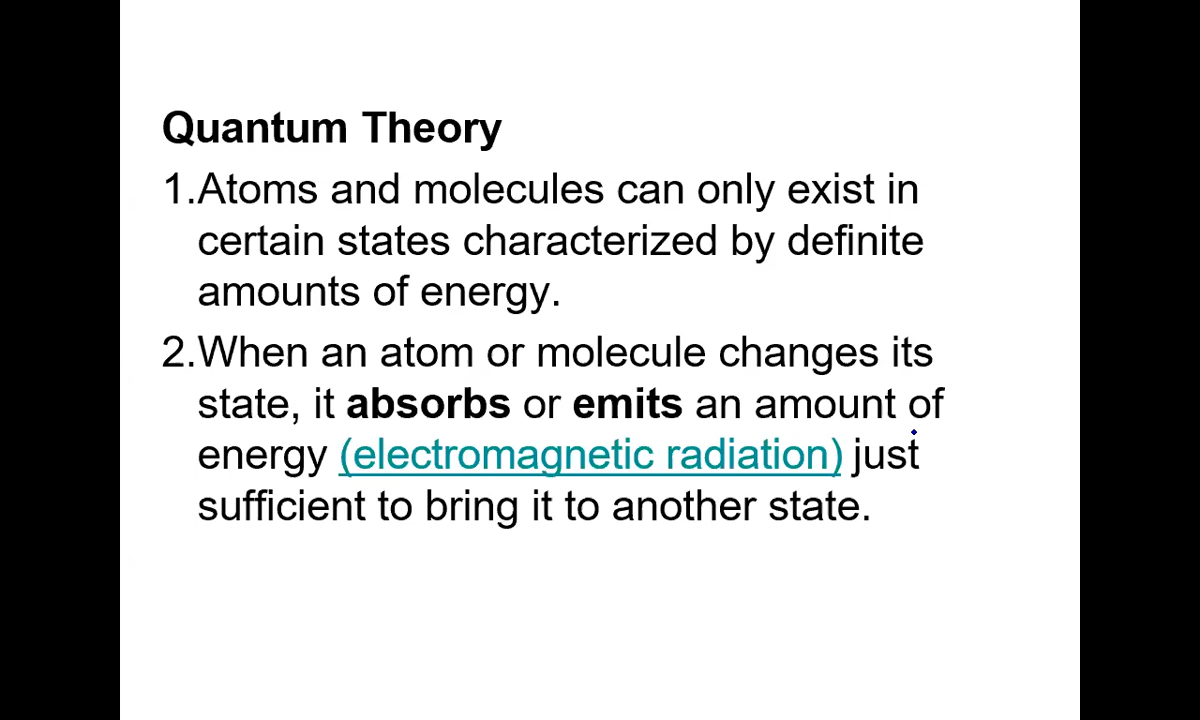 Quantum Theory
1.Atoms and molecules can only exist in
certain states characterized by definite
amounts of energy.
2.When an atom or molecule changes its
state, it absorbs or emits an amount of
energy (electromagnetic radiation) just
sufficient to bring it to another state.